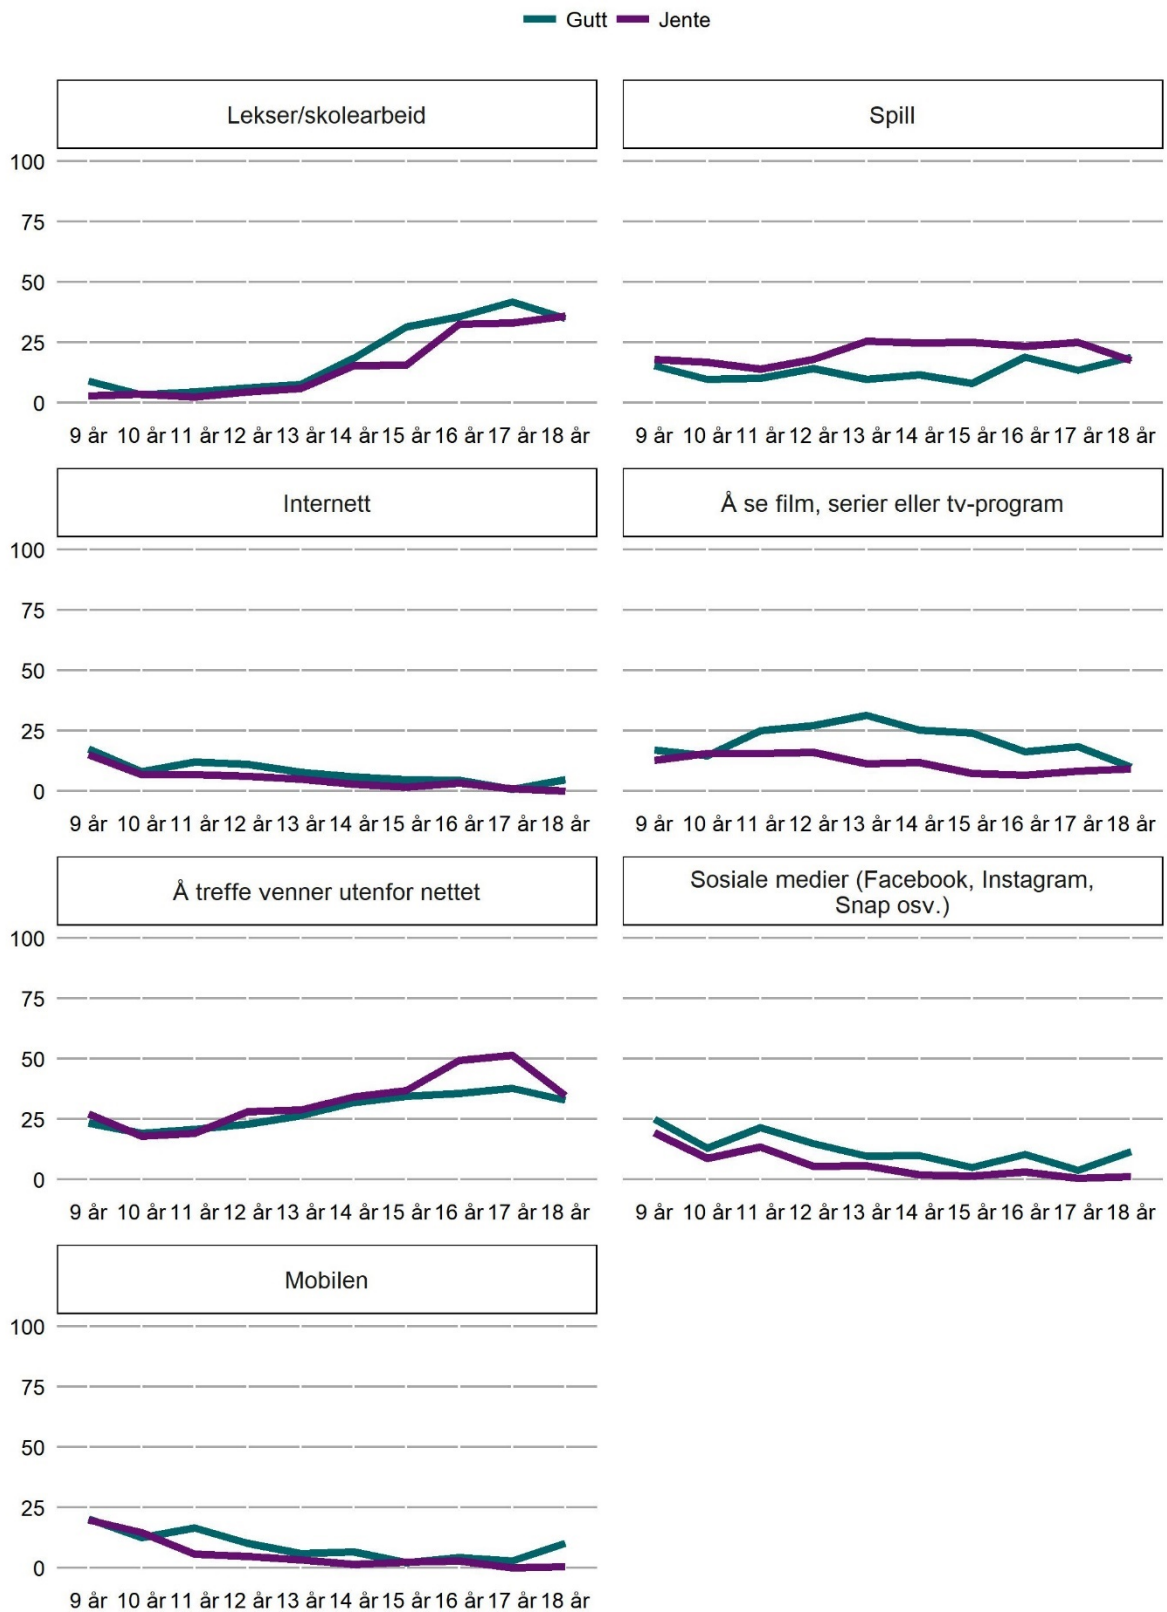 Gutt Jente
Lekser/skolearbeid
100
75
50
25
0
9 år 10 år 11 år 12 år 13 år 14 år 15 år 16 år 17 år 18 år
Spill
9 år 10 år 11 år 12 år 13 år 14 år 15 år 16 år 17 år 18 år
Internett
100
75
50
25
0
9 år 10 år 11 år 12 år 13 år 14 år 15 år 16 år 17 år 18 år
Å se film, serier eller tv-program
9 år 10 år 11 år 12 år 13 år 14 år 15 år 16 år 17 år 18 år
Å treffe venner utenfor nettet
100
75
50
25
0
9 år 10 år 11 år 12 år 13 år 14 år 15 år 16 år 17 år 18 år
Sosiale medier (Facebook, Instagram,
Snap osv.)
9 år 10 år 11 år 12 år 13 år 14 år 15 år 16 år 17 år 18 år
Mobilen
100
75
50
25
0
9 år 10 år 11 år 12 år 13 år 14 år 15 år 16 år 17 år 18 år